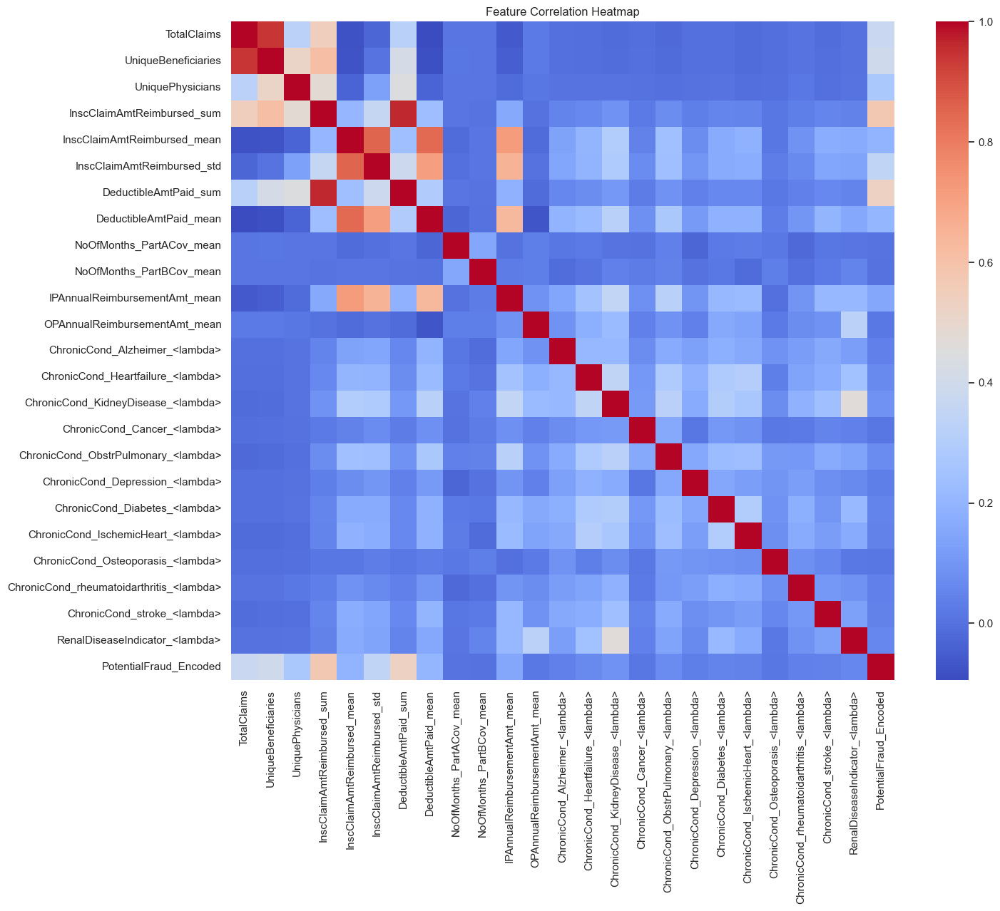 Feature Correlation Heatmap
TotalClaims
UniqueBeneficiaries
UniquePhysicians
InscClaimAmtReimbursed_sum
InscClaimAmtReimbursed_mean
InscClaimAmtReimbursed_std
DeductibleAmtPaid_sum
DeductibleAmtPaid_mean
NoOfMonths_PartACov_mean
NoOfMonths_PartBCov_mean
IPAnnualReimbursementAmt_mean
OPAnnualReimbursementAmt_mean
ChronicCond_Alzheimer_<lambda>
ChronicCond_Heartfailure_<lambda>
ChronicCond_KidneyDisease_<lambda>
ChronicCond_Cancer_<lambda>
ChronicCond_ObstrPulmonary_<lambda>
ChronicCond_Depression_<lambda>
ChronicCond_Diabetes_<lambda>
ChronicCond_IschemicHeart_<lambda>
ChronicCond_Osteoporasis_<lambda>
ChronicCond_rheumatoidarthritis_<lambda>
ChronicCond_stroke_<lambda>
RenalDiseaseIndicator_<lambda>
PotentialFraud_Encoded
TotalClaims
UniqueBeneficiaries
UniquePhysicians
InscClaimAmtReimbursed_sum
InscClaimAmtReimbursed_mean
InscClaimAmtReimbursed_std
DeductibleAmtPaid_sum
DeductibleAmtPaid_mean
NoOfMonths_PartACov_mean
NoOfMonths_PartBCov_mean
IPAnnualReimbursementAmt_mean
OPAnnualReimbursementAmt_mean
ChronicCond_Alzheimer_<lambda>
ChronicCond_Heartfailure_<lambda>
ChronicCond_KidneyDisease_<lambda>
ChronicCond_Cancer_<lambda>
ChronicCond_ObstrPulmonary_<lambda>
ChronicCond_Depression_<lambda>
ChronicCond_Diabetes_<lambda>
ChronicCond_IschemicHeart_<lambda>
ChronicCond_Osteoporasis_<lambda>
ChronicCond_rheumatoidarthritis_<lambda>
ChronicCond_stroke_<lambda>
RenalDiseaseIndicator_<lambda>
PotentialFraud_Encoded
1.0
0.8
0.6
0.4
0.2
0.0